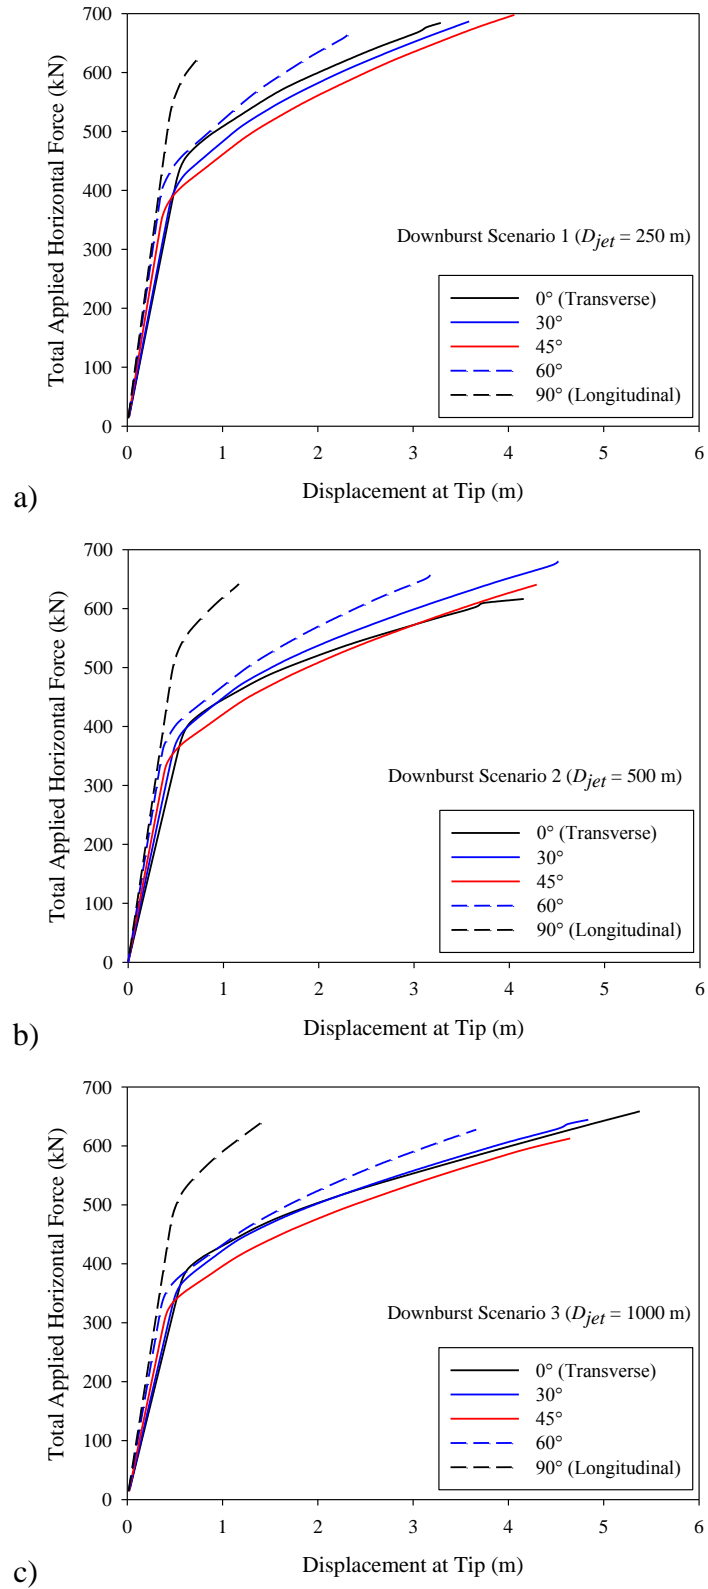 700
600
500
400
300
200
100
0
Total Applied Horizontal Force (kN)
Downburst Scenario 1 (Djet = 250 m)
0° (Transverse)
30°
45°
60°
90° (Longitudinal)
0 1 2 3 4 5 6
Displacement at Tip (m)
a)
700
600
500
400
300
200
100
0
Total Applied Horizontal Force (kN)
Downburst Scenario 2 (Djet = 500 m)
0° (Transverse)
30°
45°
60°
90° (Longitudinal)
0 1 2 3 4 5 6
Displacement at Tip (m)
b)
700
600
500
400
300
200
100
0
Total Applied Horizontal Force (kN)
Downburst Scenario 3 (Djet = 1000 m)
0° (Transverse)
30°
45°
60°
90° (Longitudinal)
0 1 2 3 4 5 6
Displacement at Tip (m)
c)